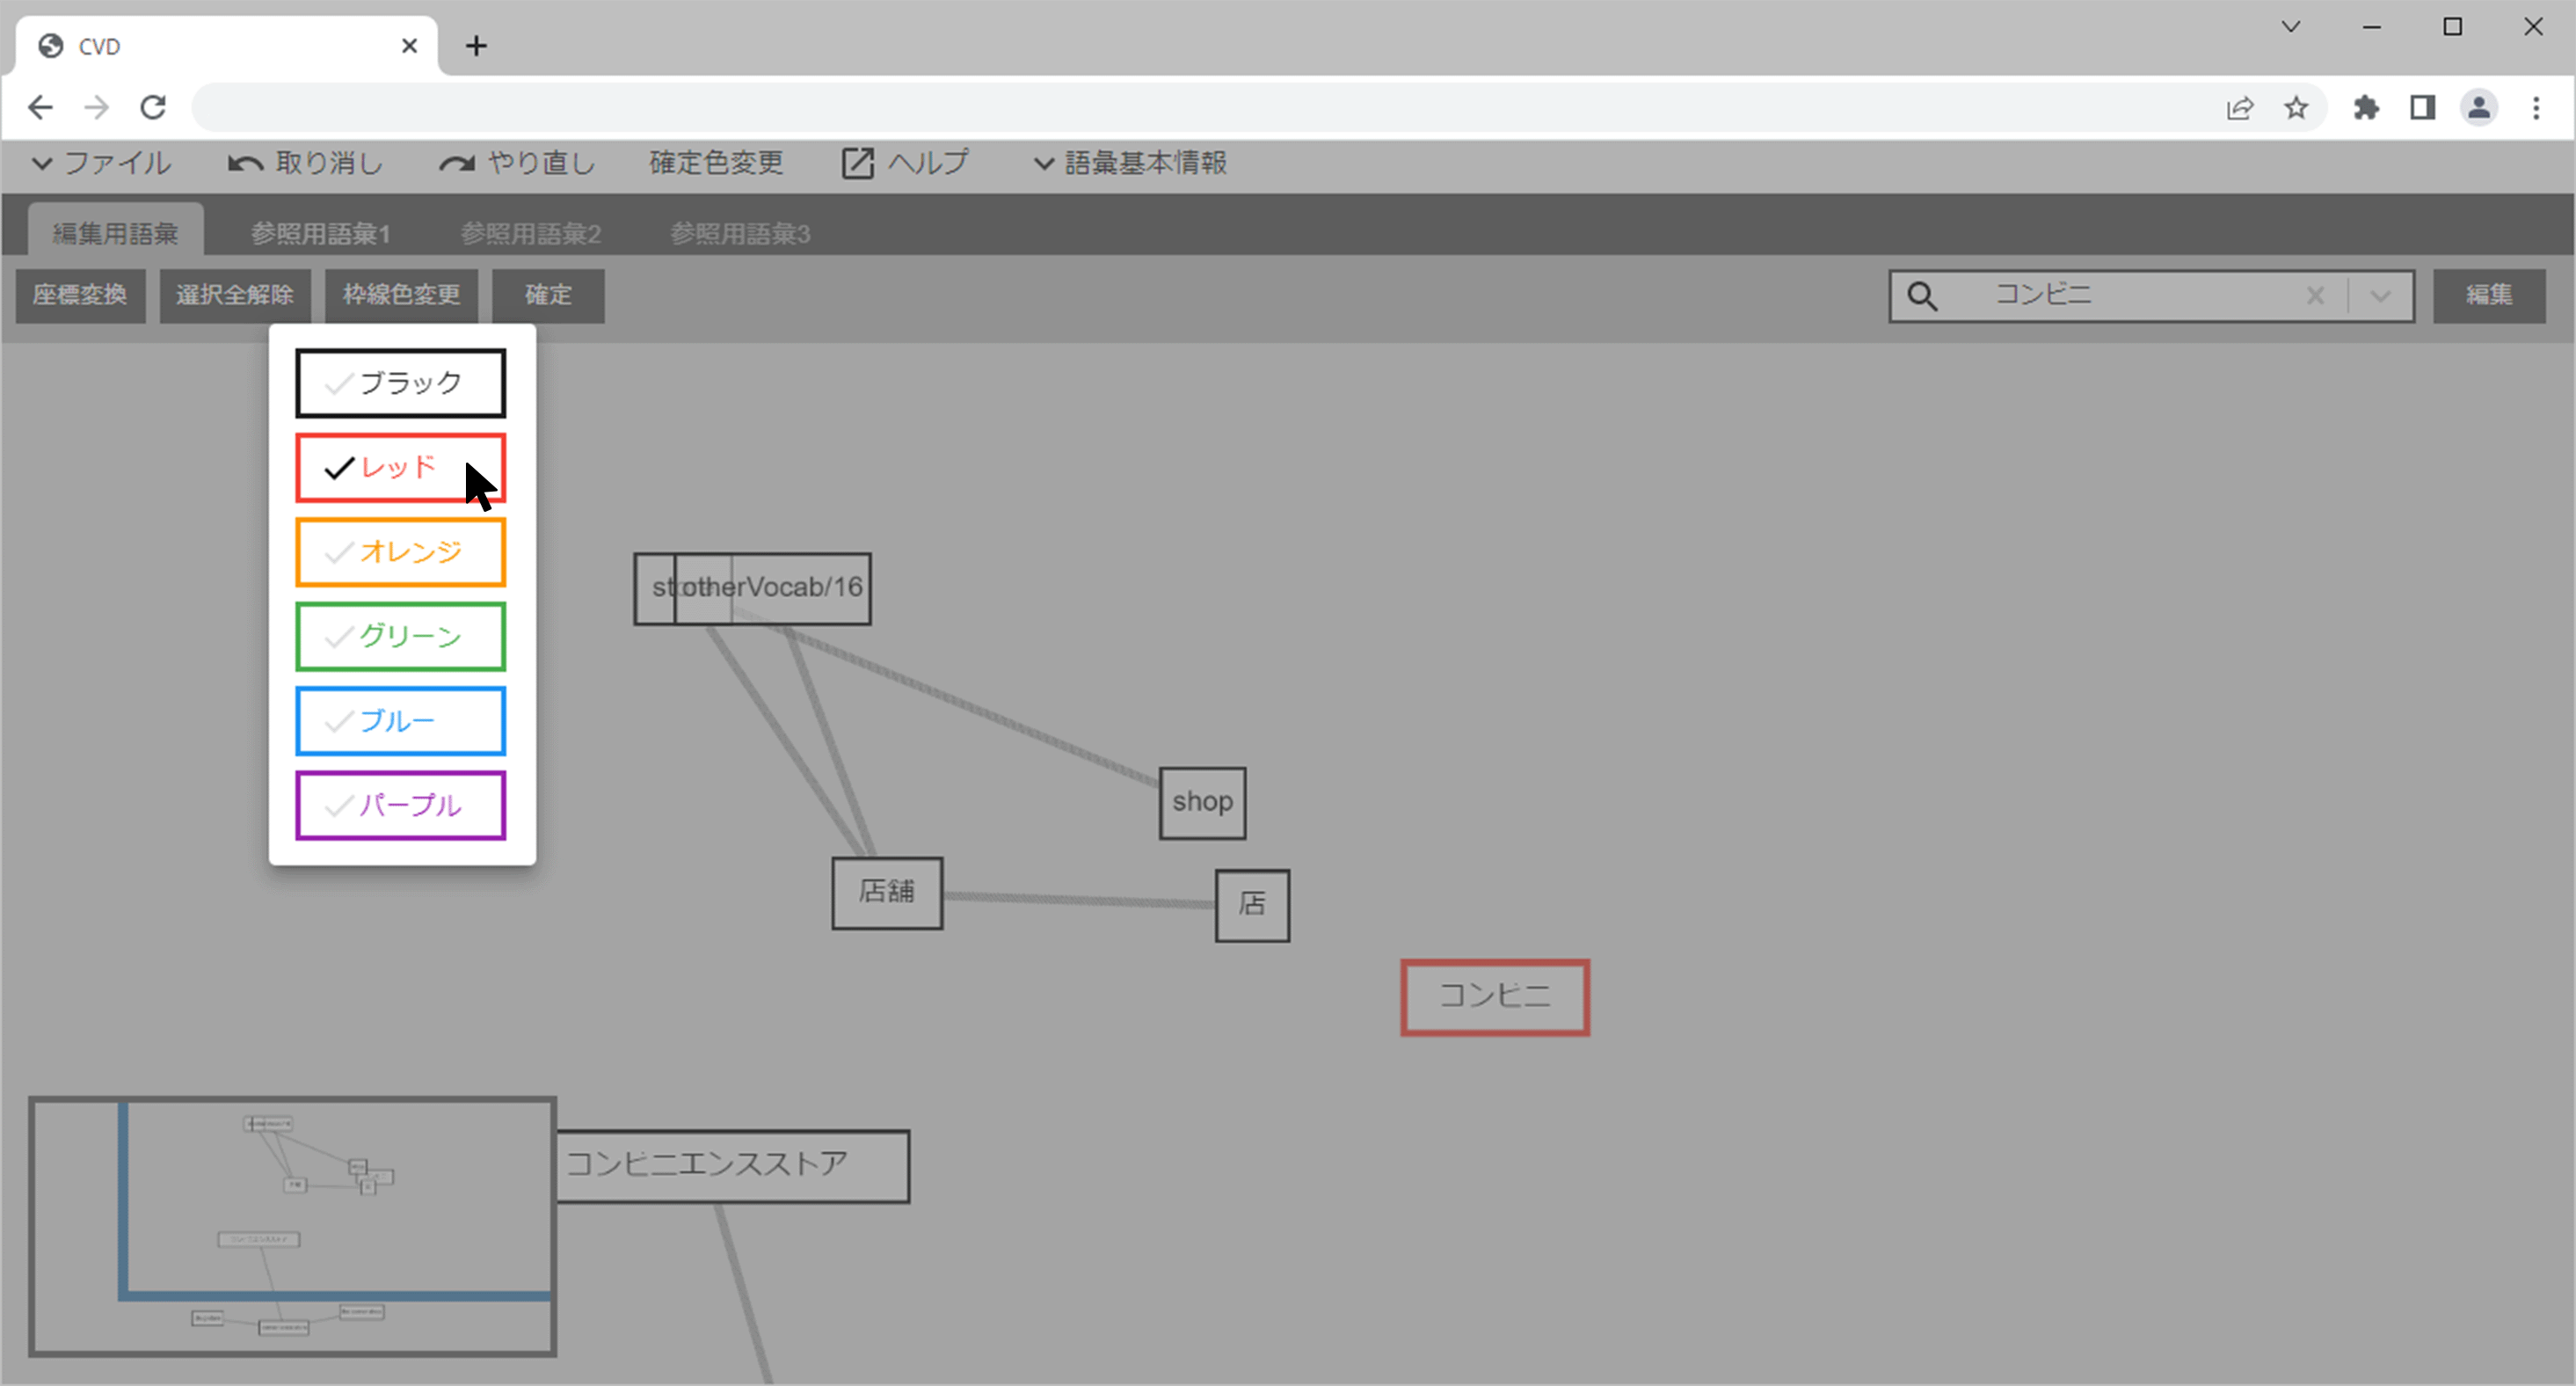 CVD
ファイル 取り消し やり直し 確定色変更 ヘルプ 語彙基本情報
編集用語彙 参照用語彙1 参照用語彙2 参照用語彙3
座標変換 選択全解除 枠線色変更 確定 コンビニ 編集
ブラック
レッド
オレンジ
グリーン
ブルー
パープル
otherVocab/16
shop
店舗
店
コンビニ
コンビニエンスストア